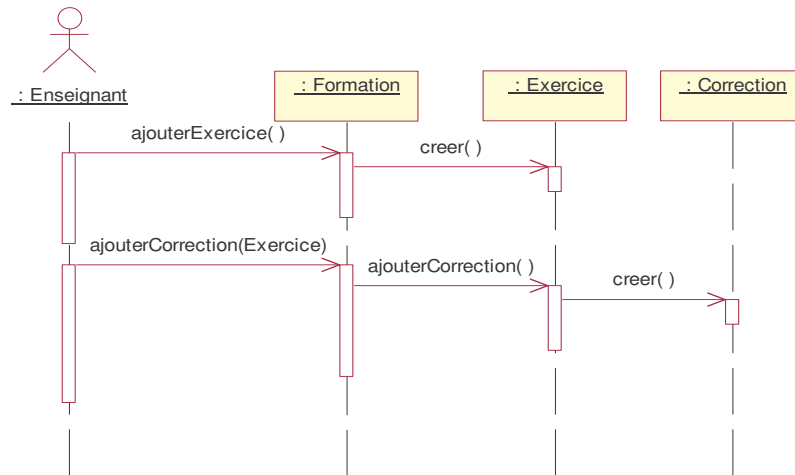 : Enseignant
: Formation
: Exercice
: Correction
ajouterExercice( )
creer( )
ajouterCorrection(Exercice)
ajouterCorrection( )
creer( )